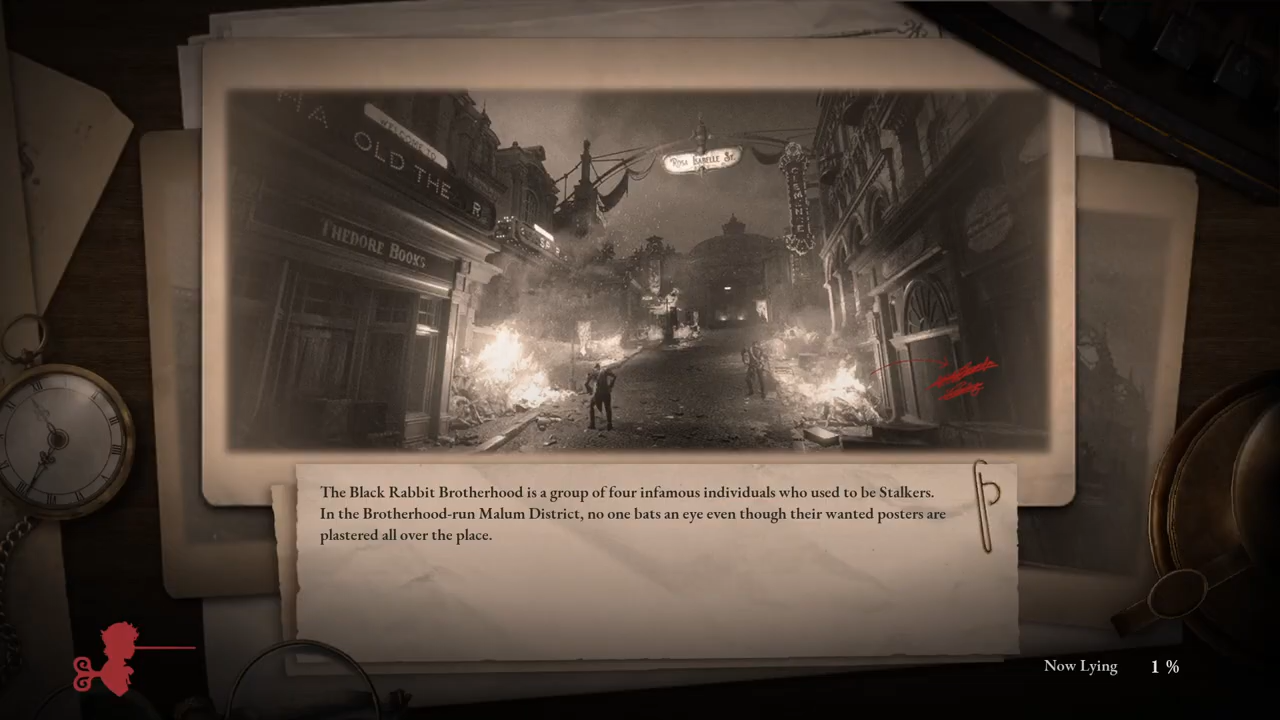 WELCOME TO
OLD THE R
THEDORE BOOKS
ROSA ISABELLE St.
The Black Rabbit Brotherhood is a group of four infamous individuals who used to be Stalkers.
In the Brotherhood-run Malum District, no one bats an eye even though their wanted posters are
plastered all over the place.
Now Lying 1 %